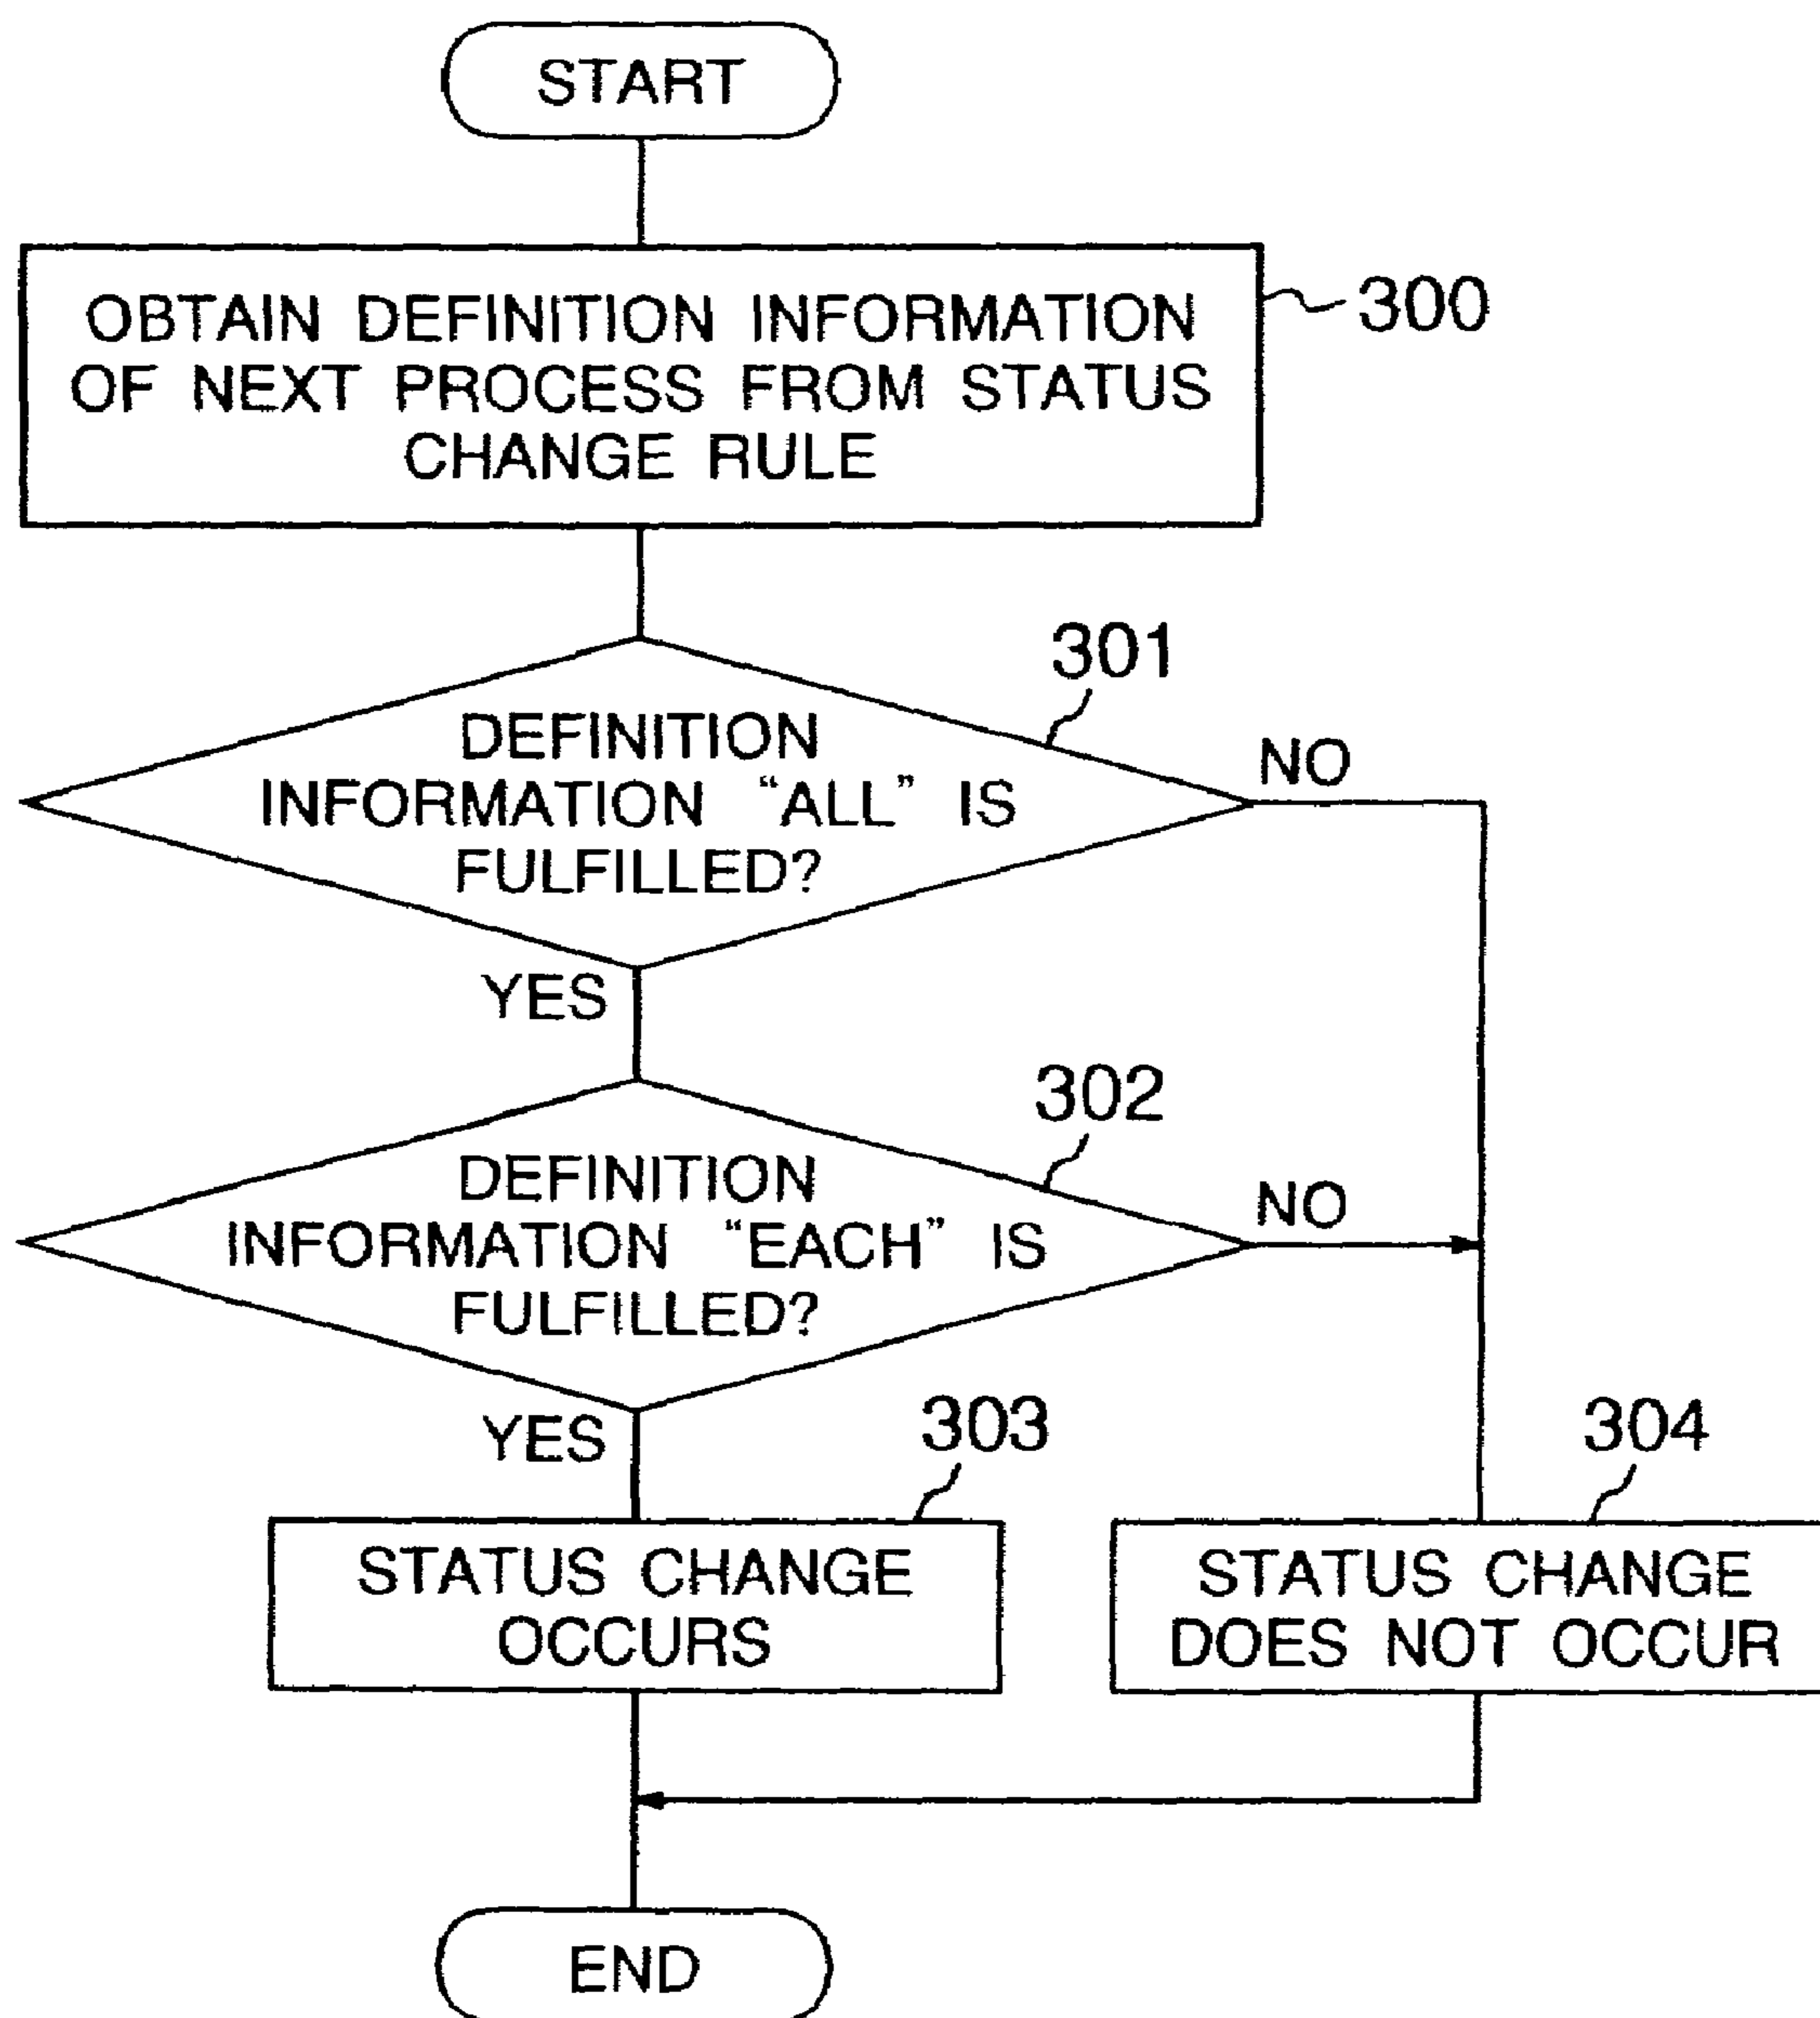 START
OBTAIN DEFINITION INFORMATION
OF NEXT PROCESS FROM STATUS
CHANGE RULE
300
301
DEFINITION
INFORMATION “ALL” IS
FULFILLED?
NO
YES
302
DEFINITION
INFORMATION “EACH” IS
FULFILLED?
NO
YES
303
STATUS CHANGE
OCCURS
304
STATUS CHANGE
DOES NOT OCCUR
END